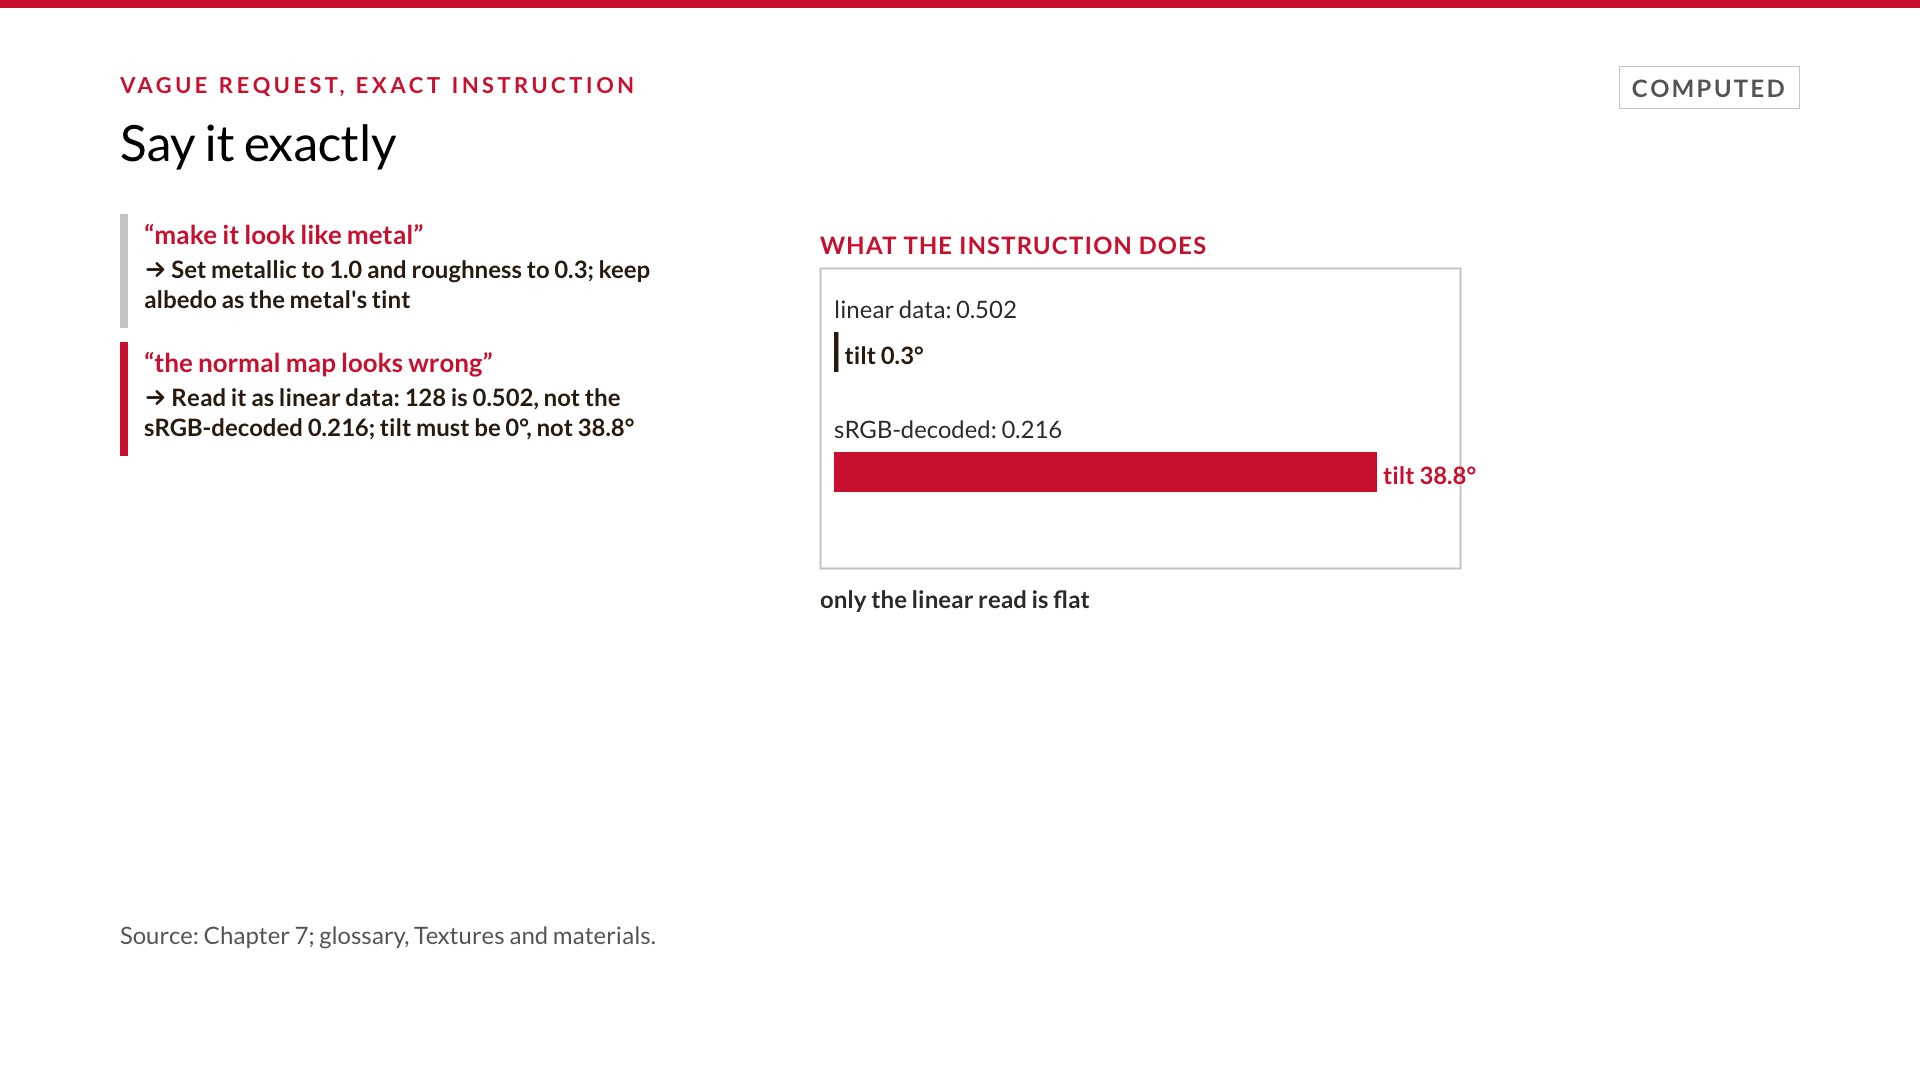 VAGUE REQUEST, EXACT INSTRUCTION
COMPUTED
Say it exactly
“make it look like metal”
→ Set metallic to 1.0 and roughness to 0.3; keep
albedo as the metal's tint
“the normal map looks wrong”
→ Read it as linear data: 128 is 0.502, not the
sRGB-decoded 0.216; tilt must be 0°, not 38.8°
WHAT THE INSTRUCTION DOES
linear data: 0.502
tilt 0.3°
sRGB-decoded: 0.216
tilt 38.8°
only the linear read is flat
Source: Chapter 7; glossary, Textures and materials.